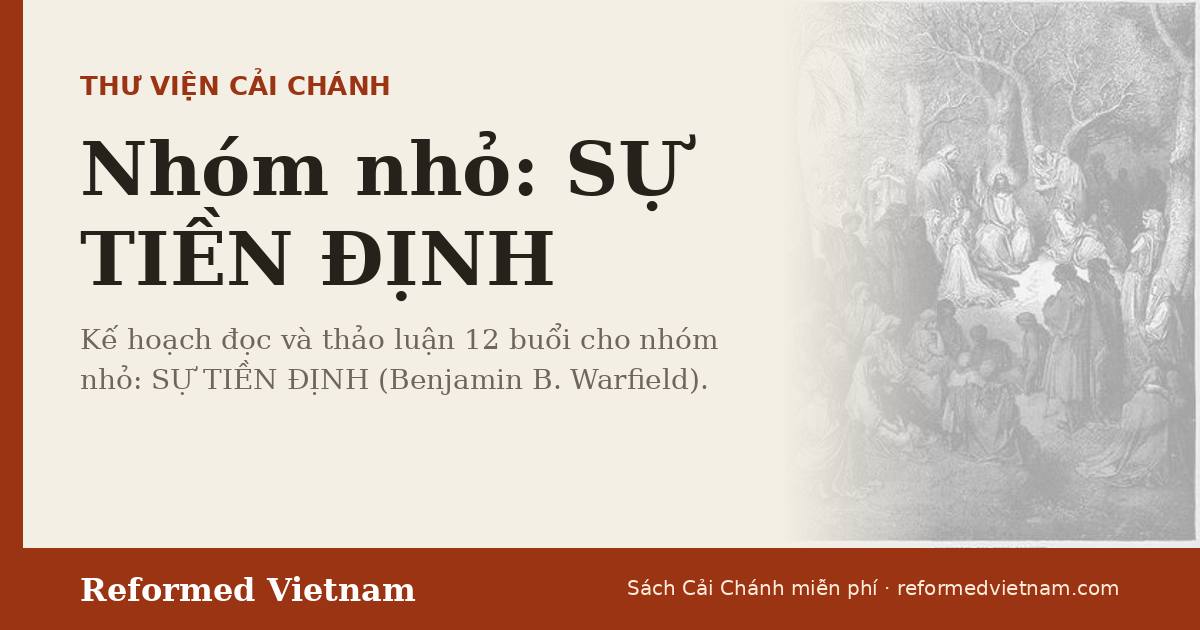 THƯ VIỆN CẢI CHÁNH
Nhóm nhỏ: SỰ
TIỀN ĐỊNH
Kế hoạch đọc và thảo luận 12 buổi cho nhóm
nhỏ: SỰ TIỀN ĐỊNH (Benjamin B. Warfield).
Reformed Vietnam
Sách Cải Chánh miễn phí · reformedvietnam.com